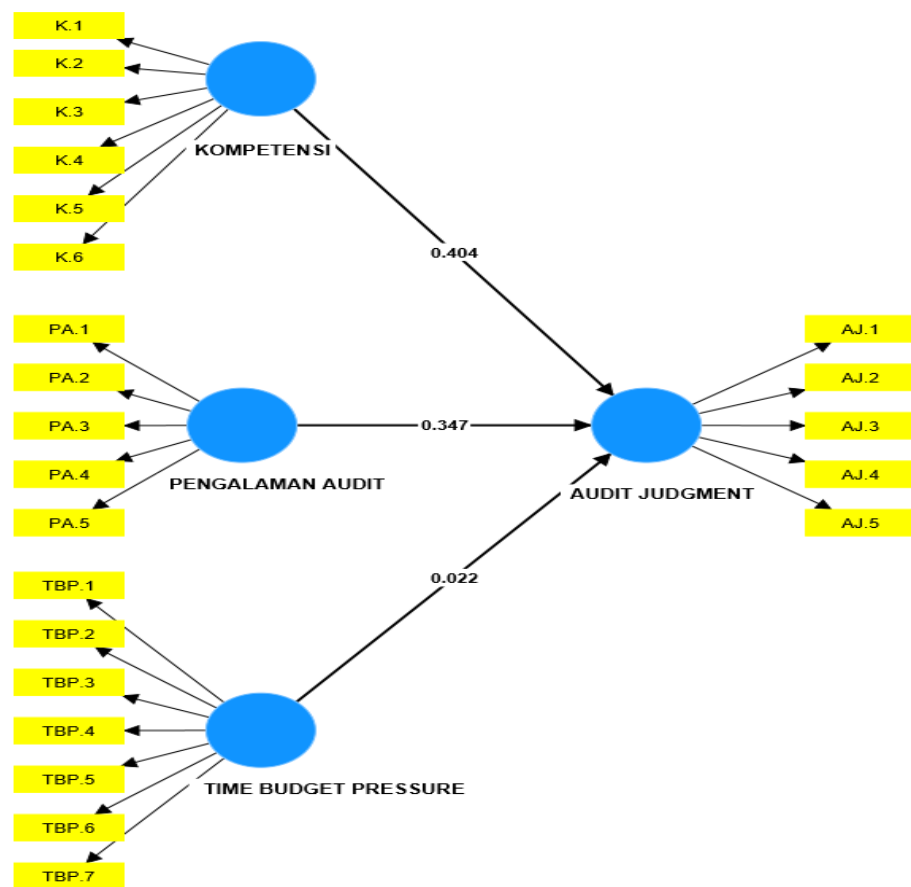 K.1
K.2
K.3
K.4
K.5
K.6
KOMPETENSI
0.404
PA.1
PA.2
PA.3
PA.4
PA.5
PENGALAMAN AUDIT
0.347
AJ.1
AJ.2
AJ.3
AJ.4
AJ.5
AUDIT JUDGMENT
TBP.1
TBP.2
TBP.3
TBP.4
TBP.5
TBP.6
TBP.7
0.022
TIME BUDGET PRESSURE